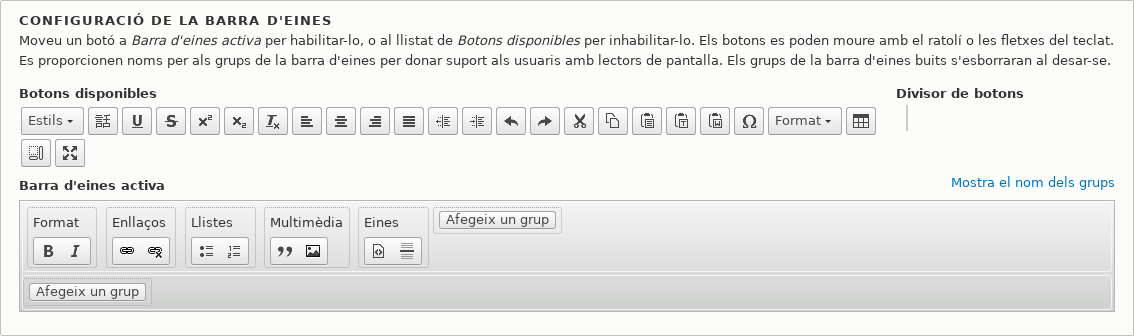 CONFIGURACIÓ DE LA BARRA D'EINES
Moveu un botó a Barra d'eines activa per habilitar-lo, o al llistat de Botons disponibles per inhabilitar-lo. Els botons es poden moure amb el ratolí o les fletxes del teclat.
Es proporcionen noms per als grups de la barra d'eines per donar suport als usuaris amb lectors de pantalla. Els grups de la barra d'eines buits s'esborraran al desar-se.
Botons disponibles
Divisor de botons
Estils
Format
Barra d'eines activa
Mostra el nom dels grups
Format Enllaços Llistes Multimèdia Eines Afegeix un grup
Afegeix un grup